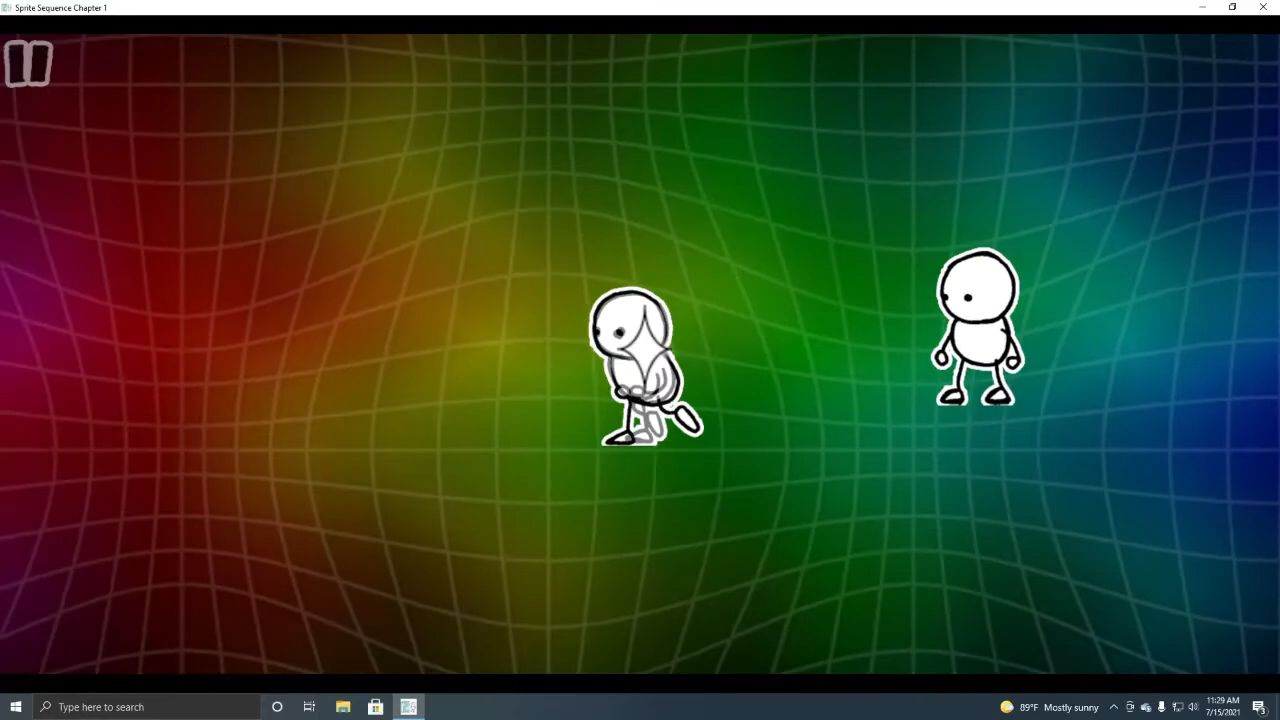 Sprite Sequence Chapter 1
Type here to search
89°F Mostly sunny
11:29 AM
7/15/2021